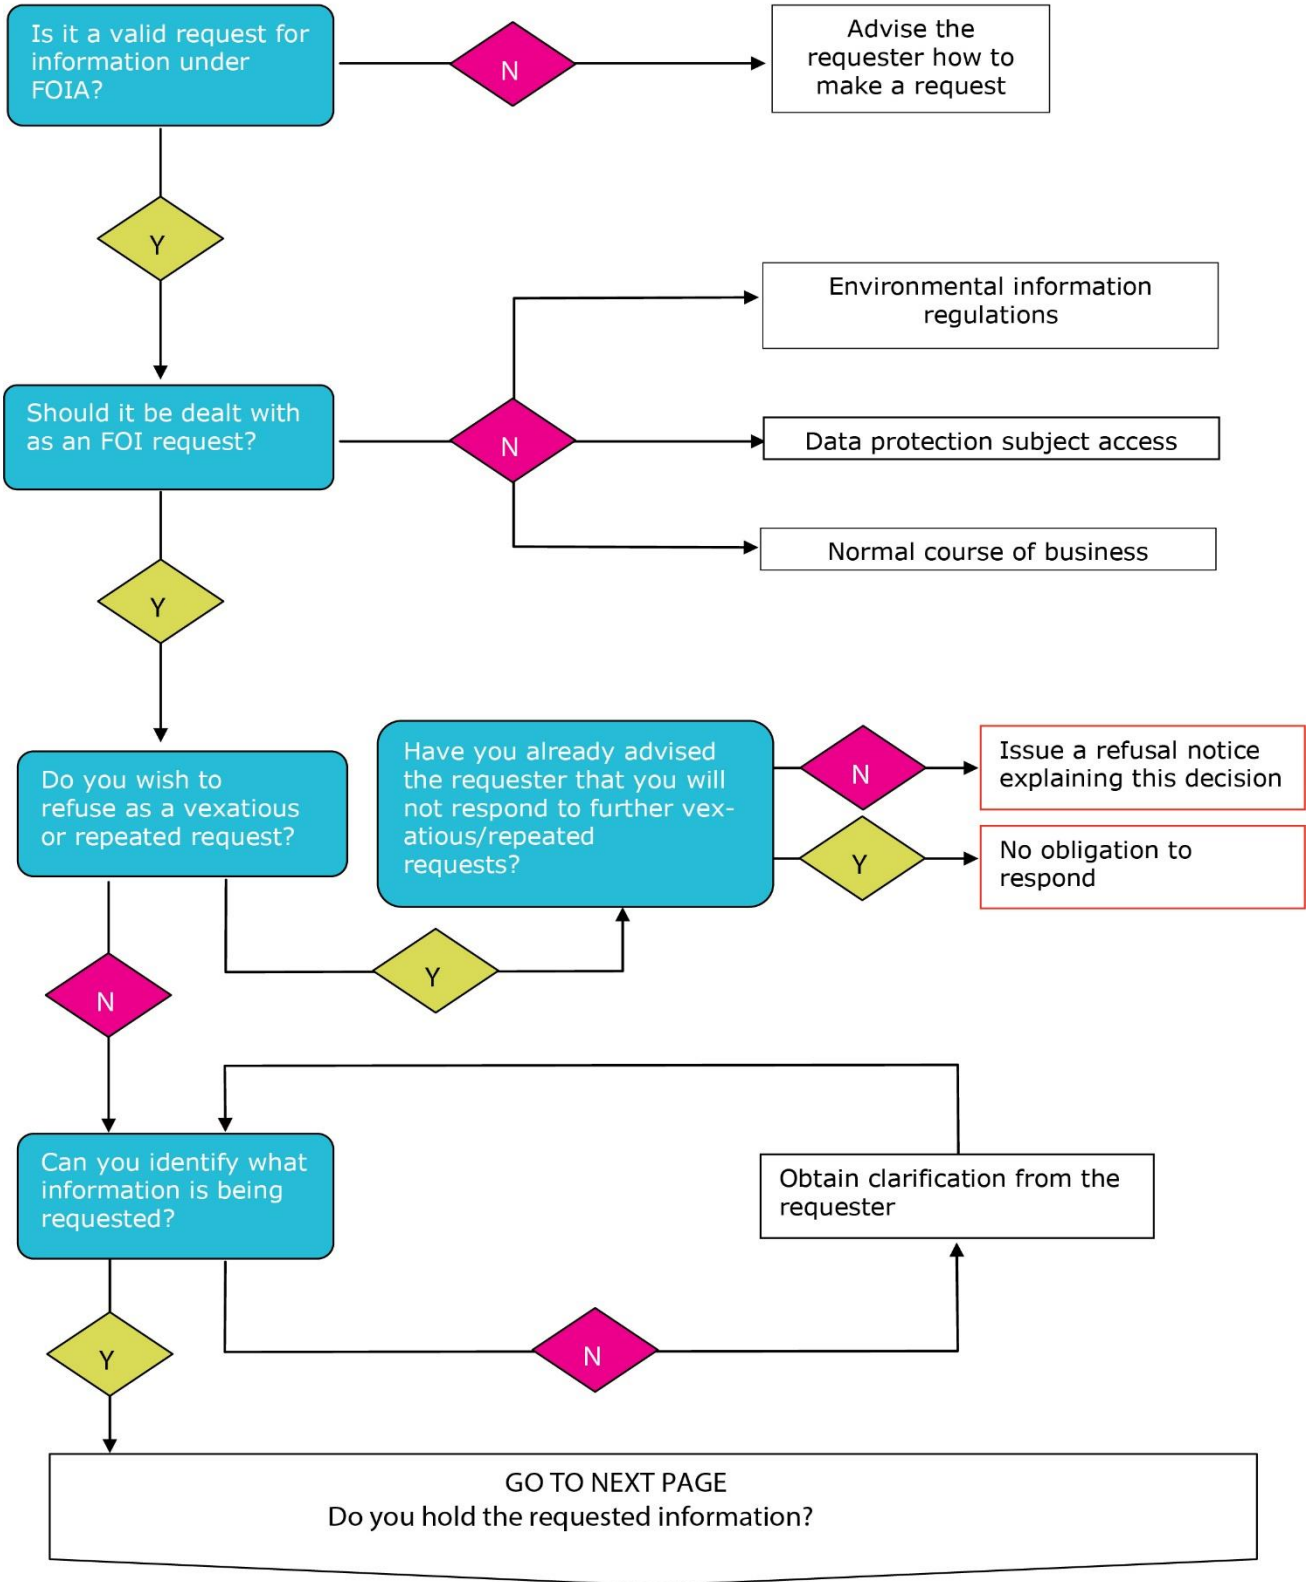 Is it a valid request for
information under
FOIA?
N
Advise the
requester how to
make a request
Y
Environmental information
regulations
Should it be dealt with
as an FOI request?
N
Data protection subject access
Normal course of business
Y
Do you wish to
refuse as a vexatious
or repeated request?
Have you already advised
the requester that you will
not respond to further vex-
atious/repeated
requests?
N
Issue a refusal notice
explaining this decision
Y
No obligation to
respond
Y
N
Can you identify what
information is being
requested?
Obtain clarification from the
requester
Y
N
GO TO NEXT PAGE
Do you hold the requested information?